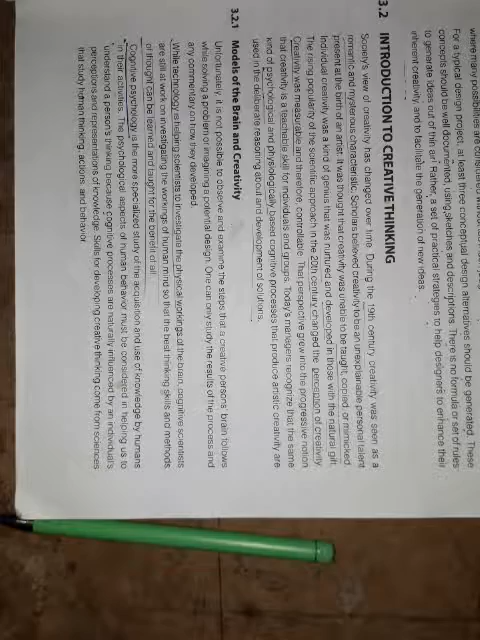 where many possibilities are considered without
For a typical design project, at least three conceptual design alternatives should be generated. These
concepts should be well documented, using sketches and descriptions. There is no formula or set of rules
to generate ideas out of thin air! Rather, a set of practical strategies to help designers to enhance their
inherent creativity, and to facilitate the generation of new ideas.
3.2 INTRODUCTION TO CREATIVE THINKING
Society's view of creativity has changed over time. During the 19th century creativity was seen as a
romantic and mysterious characteristic. Scholars believed creativity to be an unexplainable personal talent
present at the birth of an artist. It was thought that creativity was unable to be taught, copied or mimicked.
Individual creativity was a kind of genius that was nurtured and developed in those with the natural gift.
The rising popularity of the scientific approach in the 20th century changed the perception of creativity.
Creativity was measurable and therefore, controllable. That perspective grew into the progressive notion
that creativity is a teachable skill for individuals and groups. Today's managers recognize that the same
kind of psychological and physiologically based cognitive processes that produce artistic creativity are
used in the deliberate reasoning about and development of solutions.
3.2.1 Models of the Brain and Creativity
Unfortunately, it is not possible to observe and examine the steps that a creative persons' brain follows
while solving a problem or imagining a potential design. One can only study the results of the process and
any commentary on how they developed.
While technology is helping scientists to investigate the physical workings of the brain, cognitive scientists
are still at work on investigating the workings of human mind so that the best thinking skills and methods
of thought can be learned and taught for the benefit of all.
Cognitive psychology is the more specialized study of the acquisition and use of knowledge by humans
in their activities. The psychological aspects of human behavior must be considered in helping us to
understand a person's thinking because cognitive processes are naturally influenced by an individual's
perceptions and representations of knowledge. Skills for developing creative thinking come from sciences
that study human thinking, actions, and behavior.